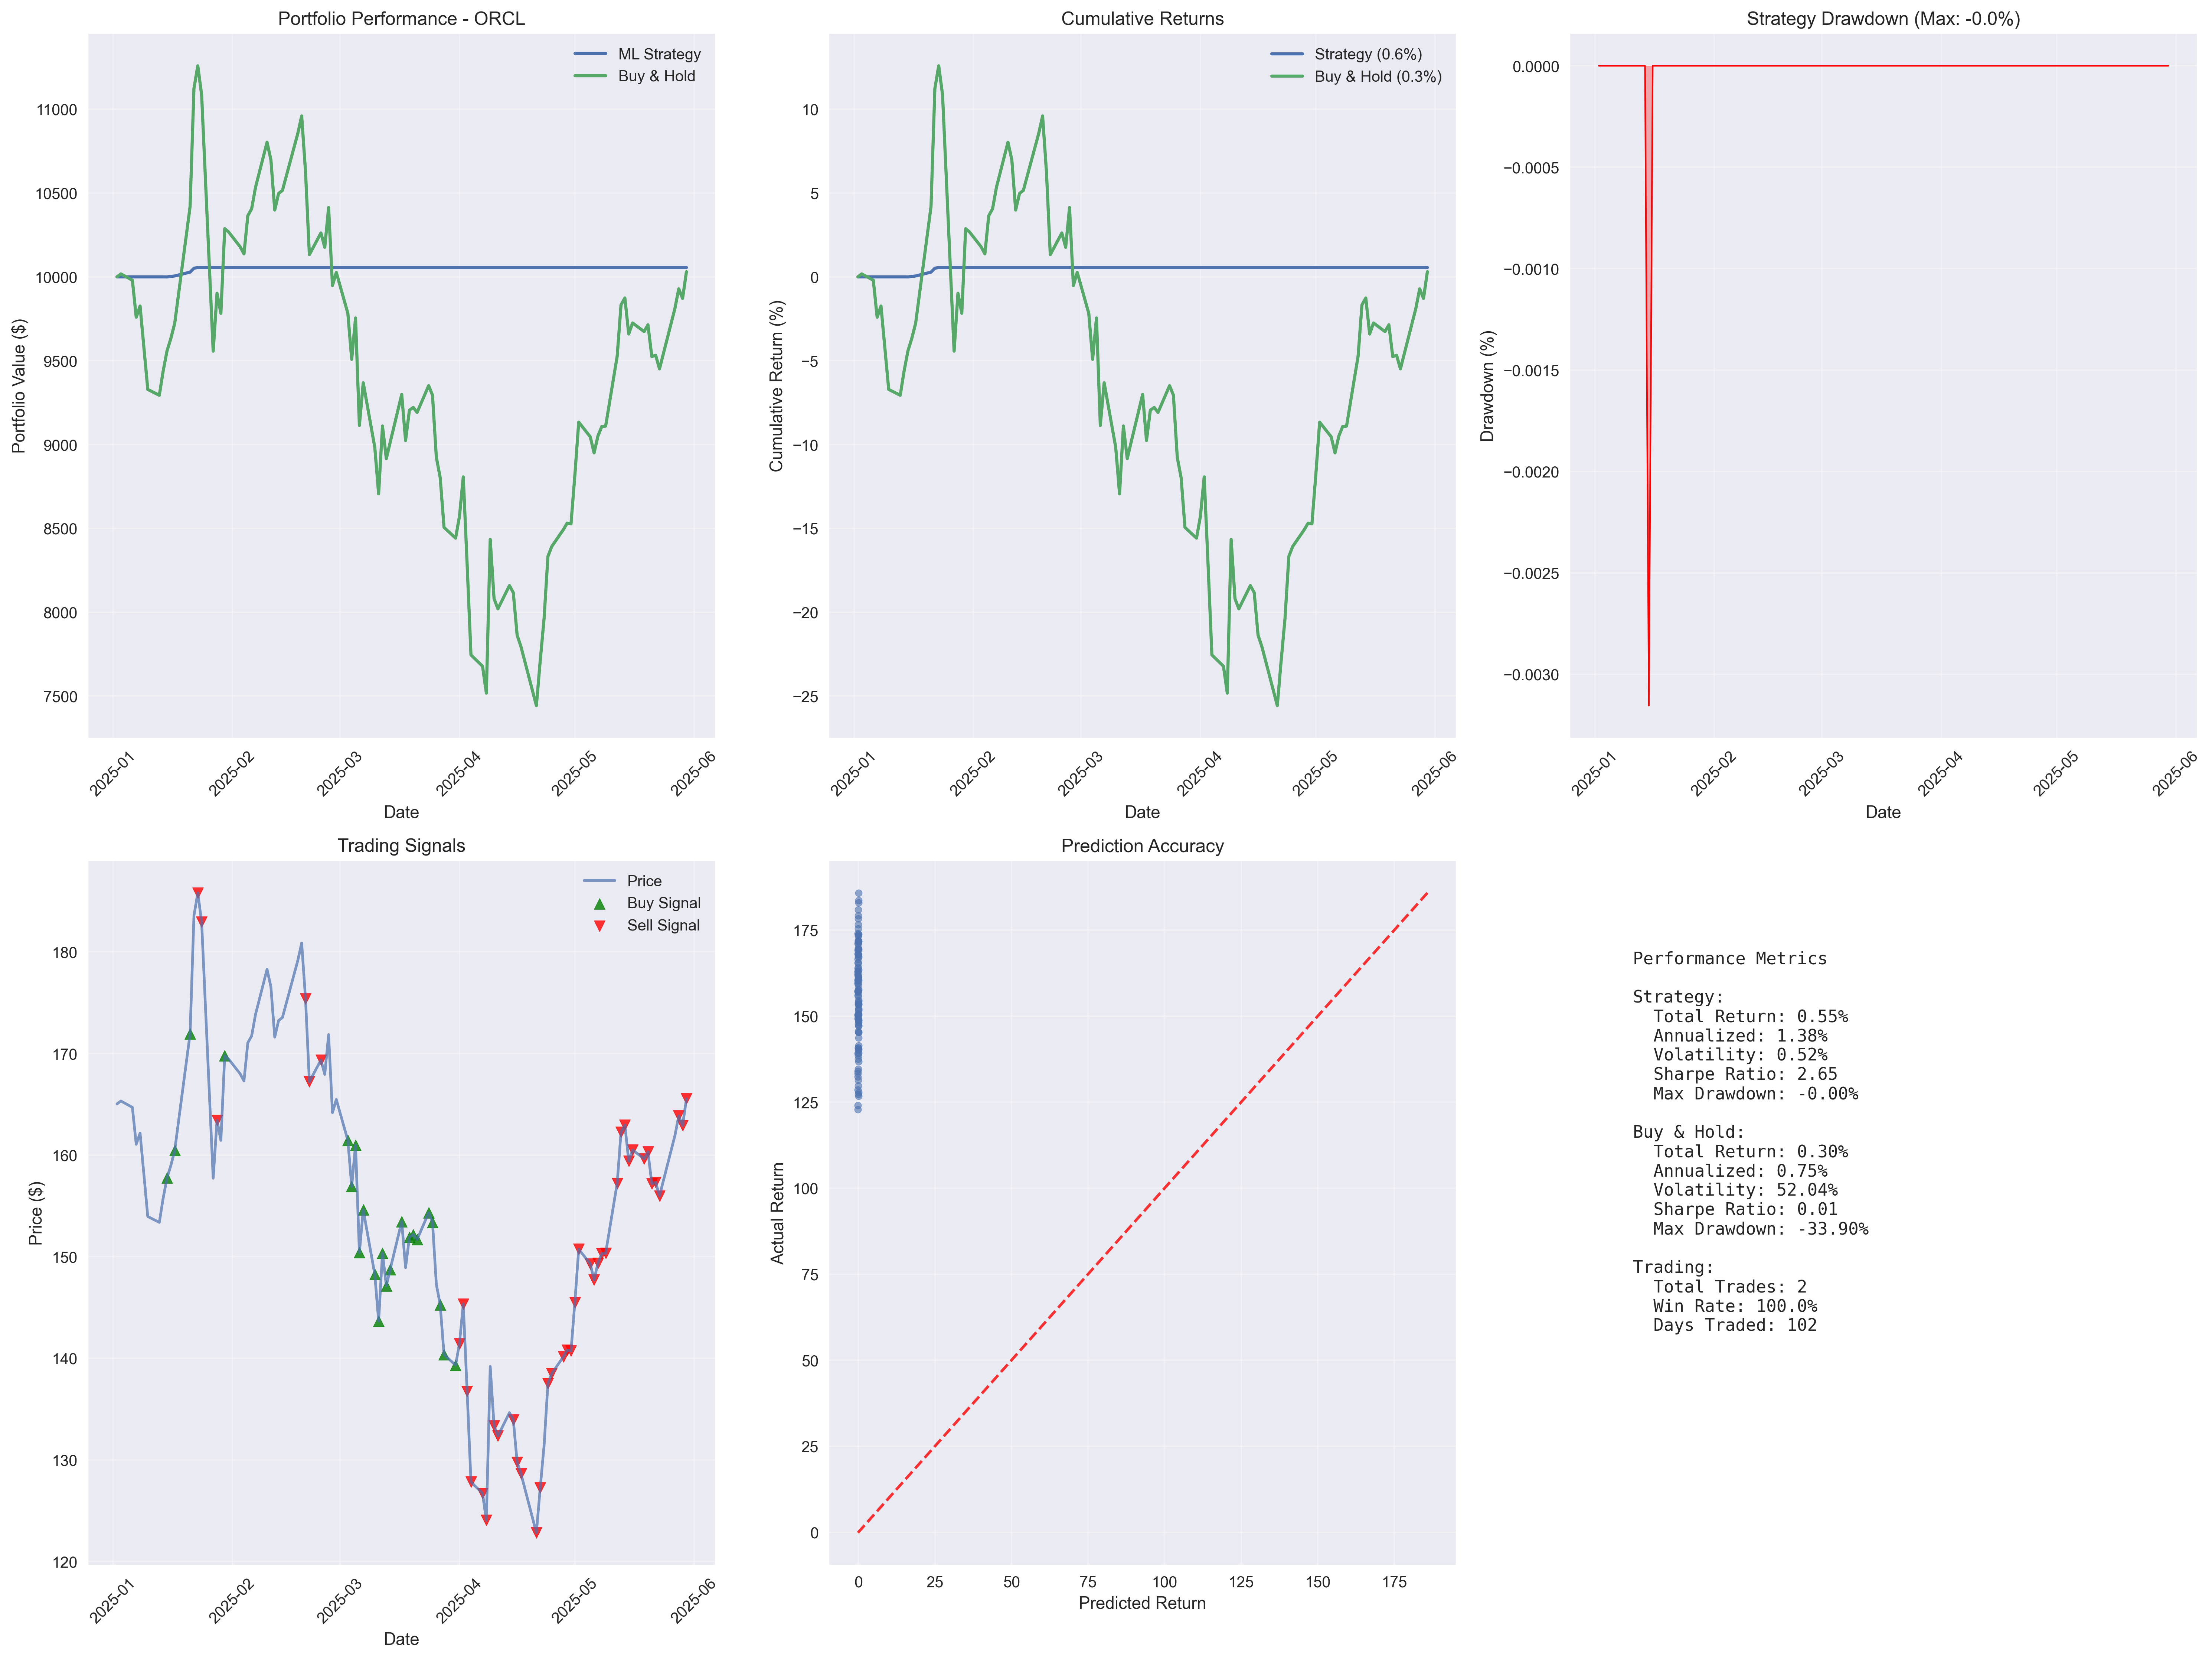 Portfolio Performance - ORCL
ML Strategy
Buy & Hold
11000
10500
10000
9500
9000
8500
8000
7500
Portfolio Value ($)
2025-01
2025-02
2025-03
2025-04
2025-05
2025-06
Date
Cumulative Returns
Strategy (0.6%)
Buy & Hold (0.3%)
10
5
0
−5
−10
−15
−20
−25
Cumulative Return (%)
2025-01
2025-02
2025-03
2025-04
2025-05
2025-06
Date
Strategy Drawdown (Max: -0.0%)
0.0000
−0.0005
−0.0010
−0.0015
−0.0020
−0.0025
−0.0030
Drawdown (%)
2025-01
2025-02
2025-03
2025-04
2025-05
2025-06
Date
Trading Signals
Price
Buy Signal
Sell Signal
180
170
160
150
140
130
120
Price ($)
2025-01
2025-02
2025-03
2025-04
2025-05
2025-06
Date
Prediction Accuracy
175
150
125
100
75
50
25
0
Actual Return
0
25
50
75
100
125
150
175
Predicted Return
Performance Metrics
Strategy:
Total Return: 0.55%
Annualized: 1.38%
Volatility: 0.52%
Sharpe Ratio: 2.65
Max Drawdown: -0.00%
Buy & Hold:
Total Return: 0.30%
Annualized: 0.75%
Volatility: 52.04%
Sharpe Ratio: 0.01
Max Drawdown: -33.90%
Trading:
Total Trades: 2
Win Rate: 100.0%
Days Traded: 102